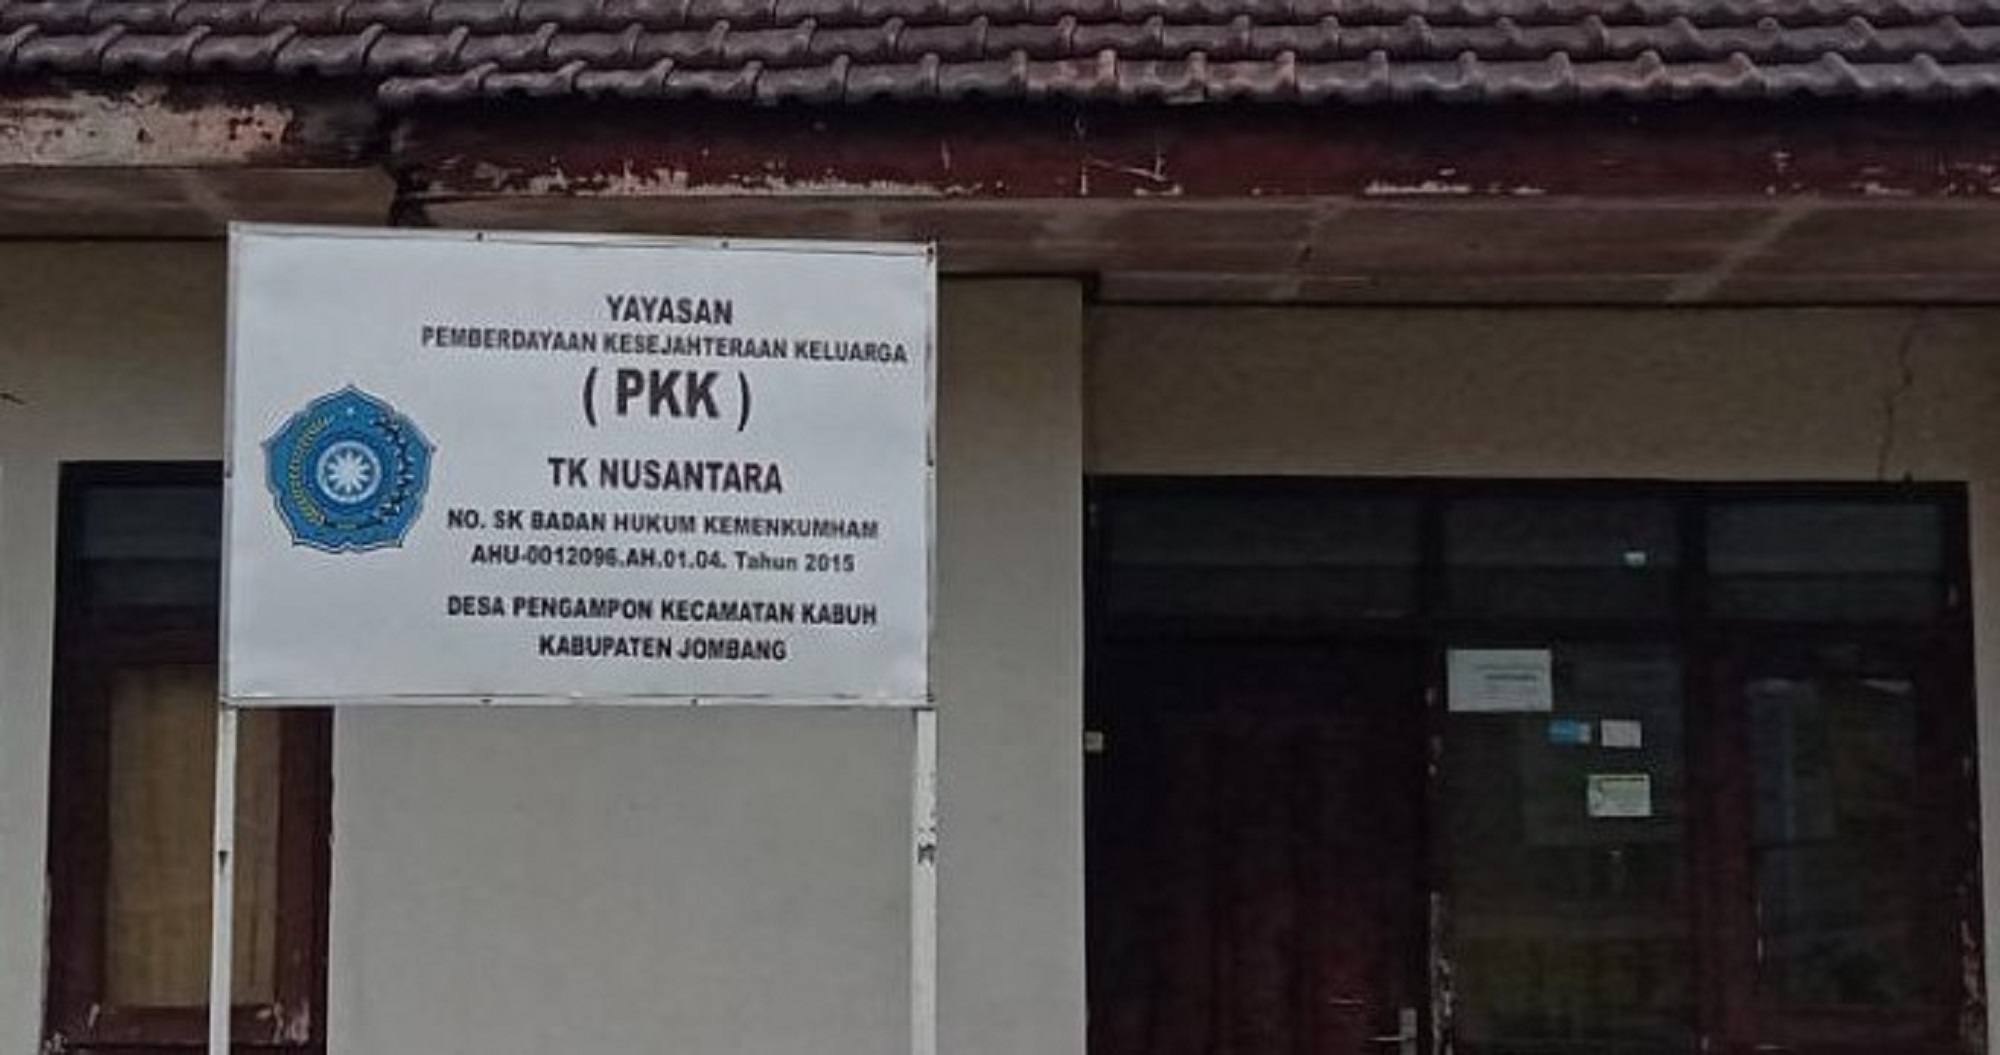 YAYASAN
PEMBERDAYAAN KESEJAHTERAAN KELUARGA
( PKK )
TK NUSANTARA
NO. SK BADAN HUKUM KEMENKUMHAM
AHU-0012096.AH.01.04. Tahun 2015
DESA PENGAMPON KECAMATAN KABUH
KABUPATEN JOMBANG